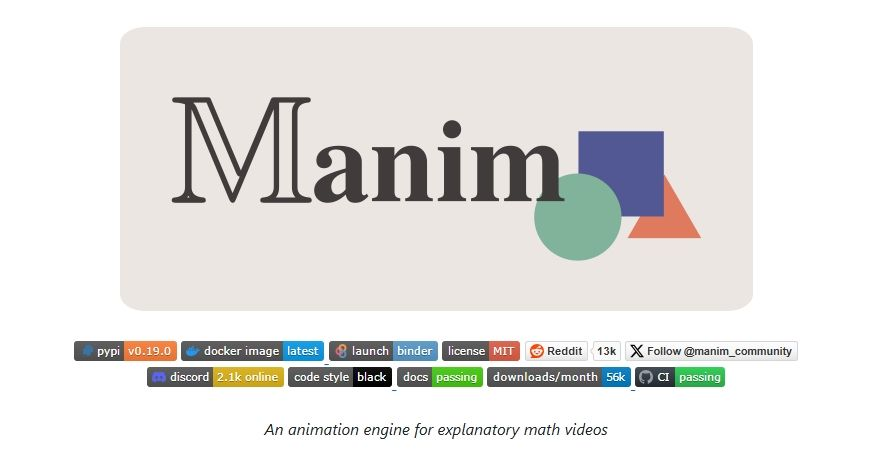 Manim
pypi v0.19.0 docker image latest launch binder license MIT Reddit 13k Follow @manim_community
discord 2.1k online code style black docs passing downloads/month 56k CI passing
An animation engine for explanatory math videos